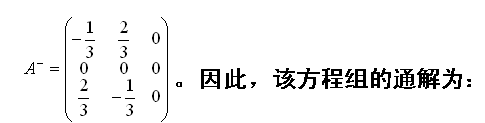 A⁻ = ( -1/3 2/3 0
0 0 0
2/3 -1/3 0 ) 。因此，该方程组的通解为：